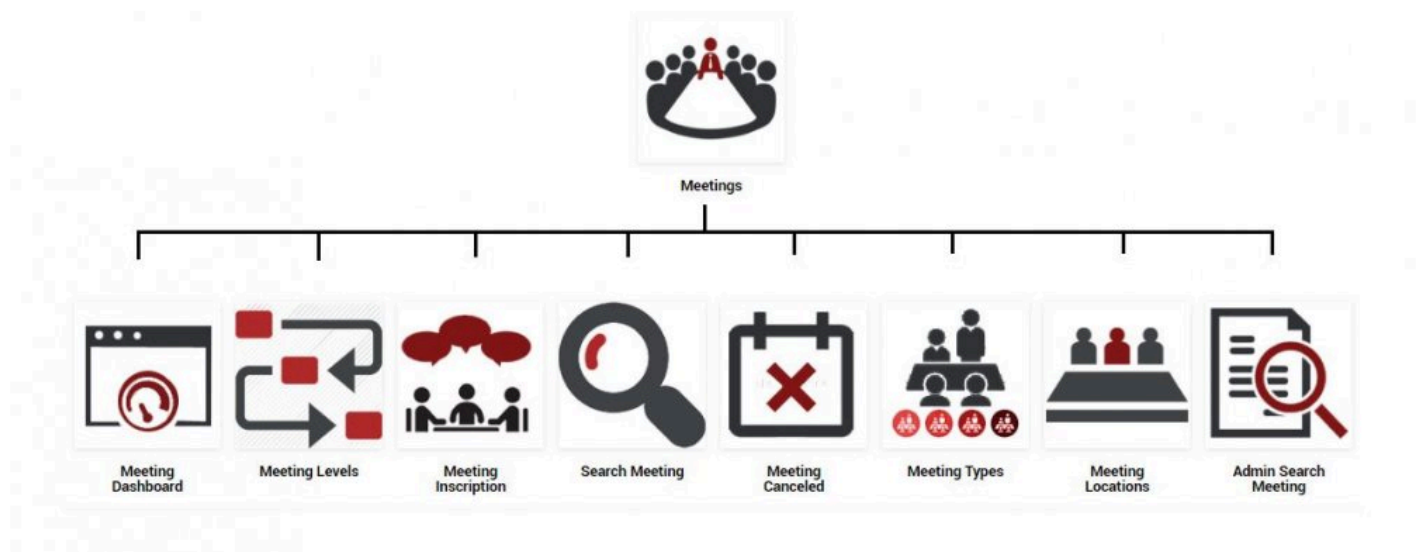 Meetings
Meeting
Dashboard
Meeting Levels
Meeting
Inscription
Search Meeting
Meeting
Canceled
Meeting Types
Meeting
Locations
Admin Search
Meeting